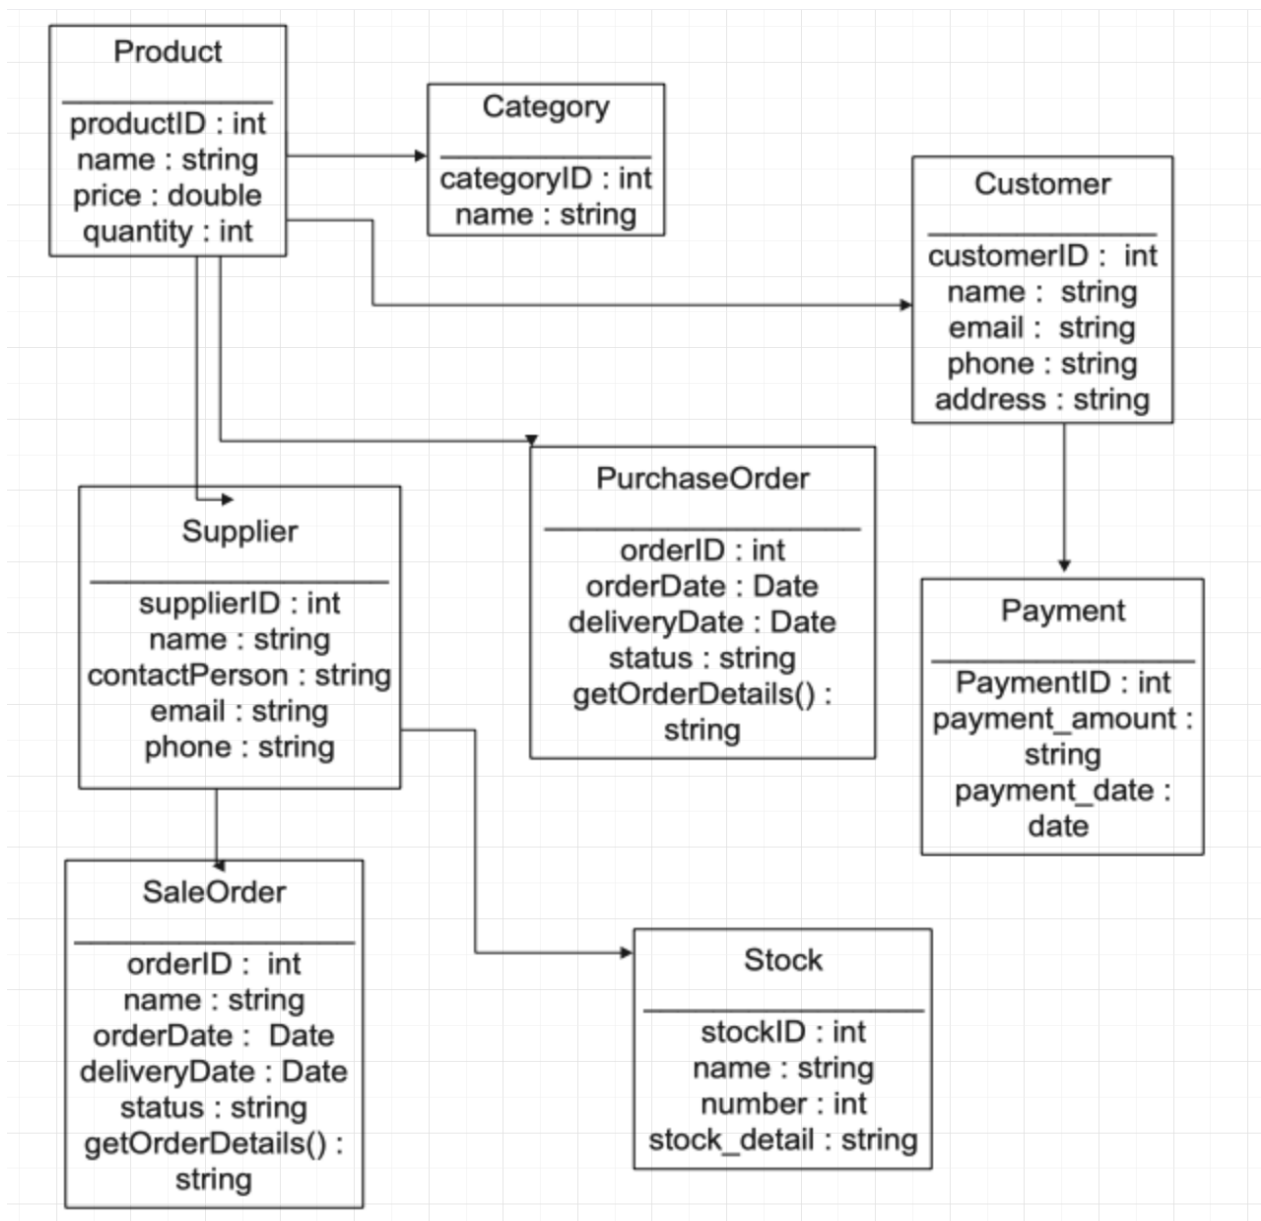 Product
productID : int
name : string
price : double
quantity : int
Category
categoryID : int
name : string
Customer
customerID :  int
name :  string
email :  string
phone : string
address : string
PurchaseOrder
orderID : int
orderDate : Date
deliveryDate : Date
status : string
getOrderDetails() :
string
Supplier
supplierID : int
name : string
contactPerson : string
email : string
phone : string
Payment
PaymentID : int
payment_amount :
string
payment_date :
date
SaleOrder
orderID :  int
name : string
orderDate :  Date
deliveryDate : Date
status : string
getOrderDetails() :
string
Stock
stockID : int
name : string
number : int
stock_detail : string